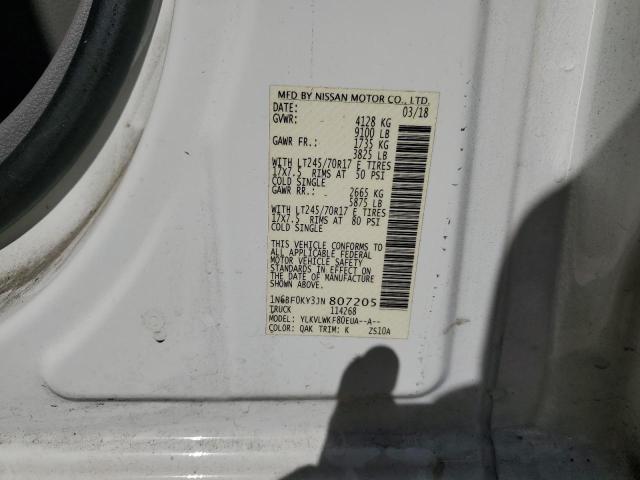 MFD BY NISSAN MOTOR CO., LTD.
DATE: 03/18
GVWR: 4128 KG
9100 LB
GAWR FR.: 1735 KG
3825 LB
WITH LT245/70R17 E TIRES
17X7.5 RIMS AT 50 PSI
COLD SINGLE
GAWR RR.: 2665 KG
5875 LB
WITH LT245/70R17 E TIRES
17X7.5 RIMS AT 80 PSI
COLD SINGLE
THIS VEHICLE CONFORMS TO
ALL APPLICABLE FEDERAL
MOTOR VEHICLE SAFETY
STANDARDS IN EFFECT ON
THE DATE OF MANUFACTURE
SHOWN ABOVE.
1N6BF0KY3JN807205
TRUCK 114268
MODEL: YLKVLWKF80EUA--A--
COLOR: QAK TRIM: K ZS10A